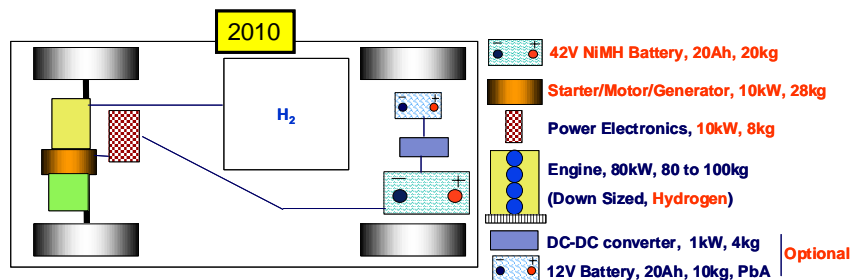 2010
H2
42V NiMH Battery, 20Ah, 20kg
Starter/Motor/Generator, 10kW, 28kg
Power Electronics, 10kW, 8kg
Engine, 80kW, 80 to 100kg
(Down Sized, Hydrogen)
DC-DC converter, 1kW, 4kg
Optional
12V Battery, 20Ah, 10kg, PbA